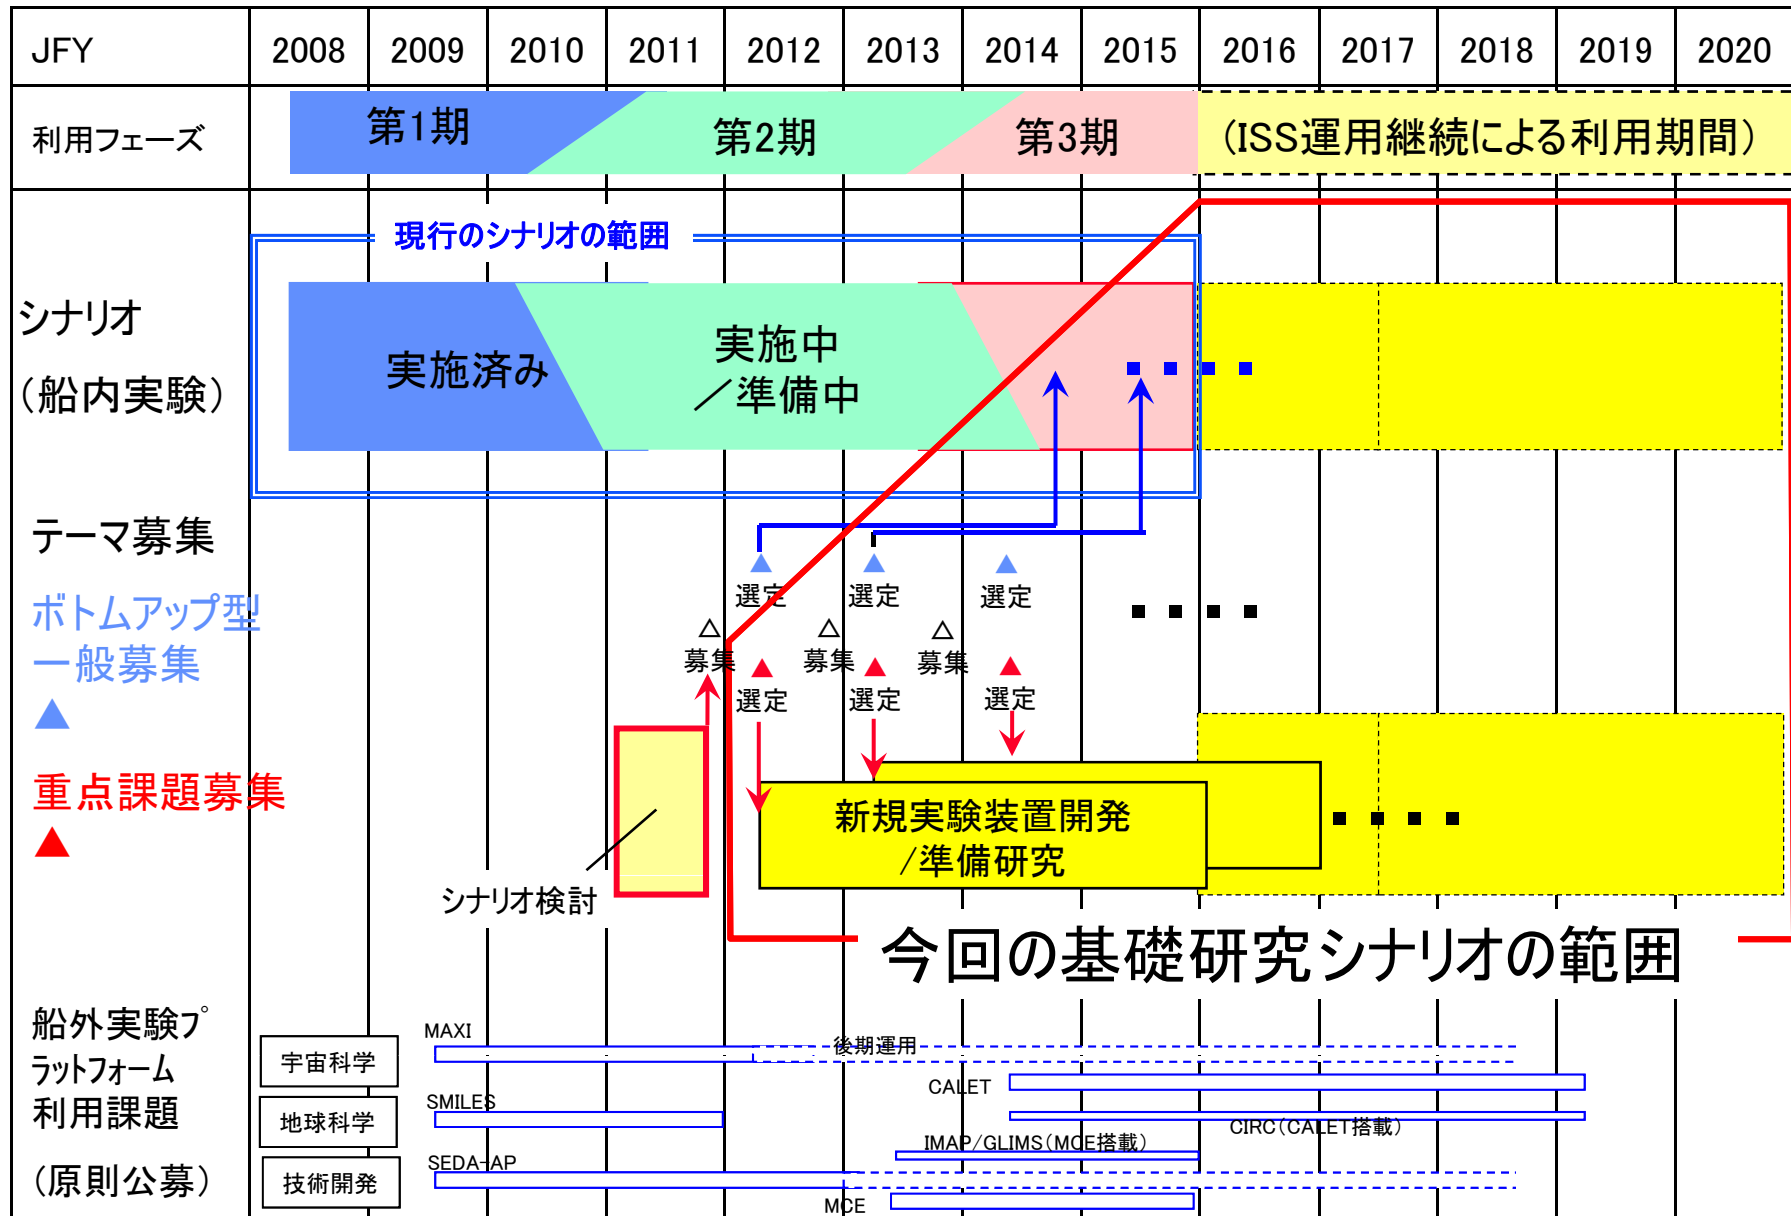 JFY 2008 2009 2010 2011 2012 2013 2014 2015 2016 2017 2018 2019 2020
利用フェーズ 第1期 第2期 第3期 (ISS運用継続による利用期間)
現行のシナリオの範囲
シナリオ
(船内実験)
実施済み
実施中
／準備中
テーマ募集
ボトムアップ型
一般募集
▲
重点課題募集
▲
▲ ▲ ▲
選定 選定 選定
△ △ △
募集 募集 募集
▲ ▲ ▲
選定 選定 選定
シナリオ検討
新規実験装置開発
/準備研究
今回の基礎研究シナリオの範囲
船外実験プ
ラットフォーム
利用課題
(原則公募)
宇宙科学
MAXI
後期運用
CALET
地球科学
SMILES
CIRC(CALET搭載)
IMAP/GLIMS(MCE搭載)
技術開発
SEDA-AP
MCE